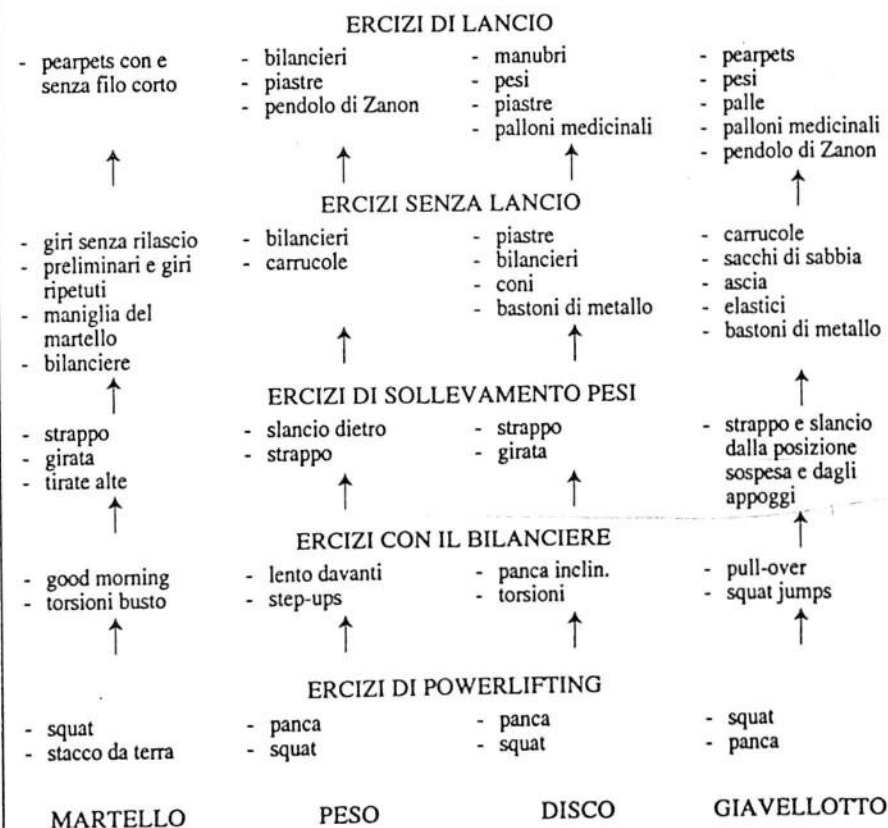 ERCIZI DI LANCIO
- pearpets con e
senza filo corto
- bilancieri
- piastre
- pendolo di Zanon
- manubri
- pesi
- piastre
- palloni medicinali
- pearpets
- pesi
- palle
- palloni medicinali
- pendolo di Zanon
ERCIZI SENZA LANCIO
- giri senza rilascio
- preliminari e giri
ripetuti
- maniglia del
martello
- bilanciere
- bilancieri
- carrucole
- piastre
- bilancieri
- coni
- bastoni di metallo
- carrucole
- sacchi di sabbia
- ascia
- elastici
- bastoni di metallo
ERCIZI DI SOLLEVAMENTO PESI
- strappo
- girata
- tirate alte
- slancio dietro
- strappo
- strappo
- girata
- strappo e slancio
dalla posizione
sospesa e dagli
appoggi
ERCIZI CON IL BILANCIERE
- good morning
- torsioni busto
- lento davanti
- step-ups
- panca inclin.
- torsioni
- pull-over
- squat jumps
ERCIZI DI POWERLIFTING
- squat
- stacco da terra
- panca
- squat
- panca
- squat
- squat
- panca
MARTELLO PESO DISCO GIAVELLOTTO